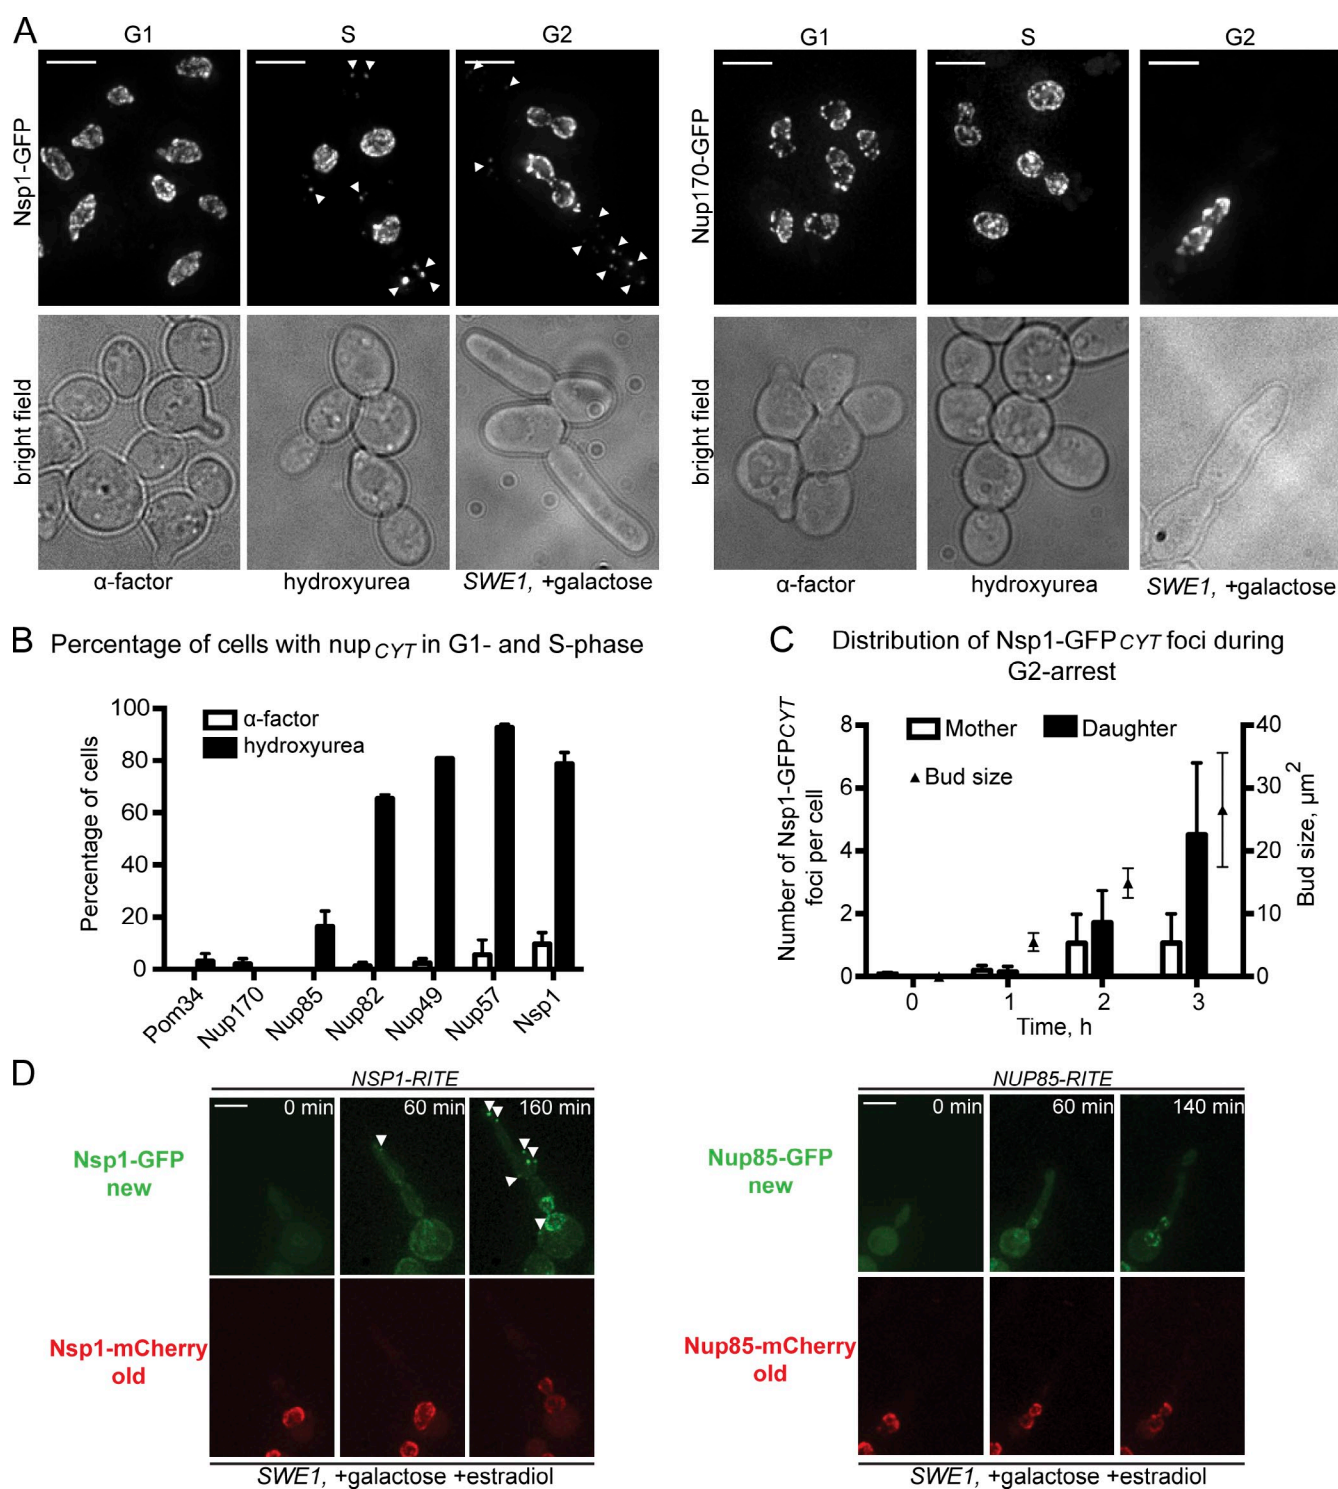 A
G1 S G2 G1 S G2
Nsp1-GFP
Nup170-GFP
bright field
bright field
α-factor hydroxyurea SWE1, +galactose α-factor hydroxyurea SWE1, +galactose
B Percentage of cells with nup CYT in G1- and S-phase
Percentage of cells
100
80
60
40
20
0
α-factor
hydroxyurea
Pom34 Nup170 Nup85 Nup82 Nup49 Nup57 Nsp1
C Distribution of Nsp1-GFP CYT foci during
G2-arrest
Number of Nsp1-GFPCYT
foci per cell
8
6
4
2
0
Mother Daughter
Bud size
40
30
20
10
0
Bud size, µm2
0 1 2 3
Time, h
D
NSP1-RITE
0 min 60 min 160 min
Nsp1-GFP
new
Nsp1-mCherry
old
SWE1, +galactose +estradiol
NUP85-RITE
0 min 60 min 140 min
Nup85-GFP
new
Nup85-mCherry
old
SWE1, +galactose +estradiol